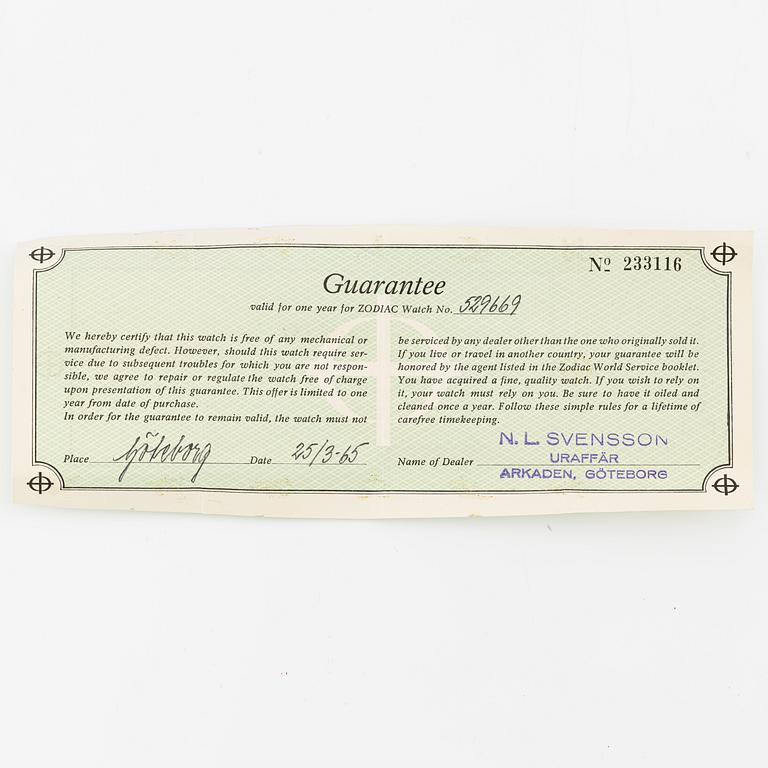 Nº 233116
Guarantee
valid for one year for ZODIAC Watch No. 529669
We hereby certify that this watch is free of any mechanical or
manufacturing defect. However, should this watch require ser-
vice due to subsequent troubles for which you are not respon-
sible, we agree to repair or regulate the watch free of charge
upon presentation of this guarantee. This offer is limited to one
year from date of purchase.
In order for the guarantee to remain valid, the watch must not
be serviced by any dealer other than the one who originally sold it.
If you live or travel in another country, your guarantee will be
honored by the agent listed in the Zodiac World Service booklet.
You have acquired a fine, quality watch. If you wish to rely on
it, your watch must rely on you. Be sure to have it oiled and
cleaned once a year. Follow these simple rules for a lifetime of
carefree timekeeping.
Place Göteborg Date 25/3-65 Name of Dealer
N. L. SVENSSON
URAFFÄR
ARKADEN, GÖTEBORG